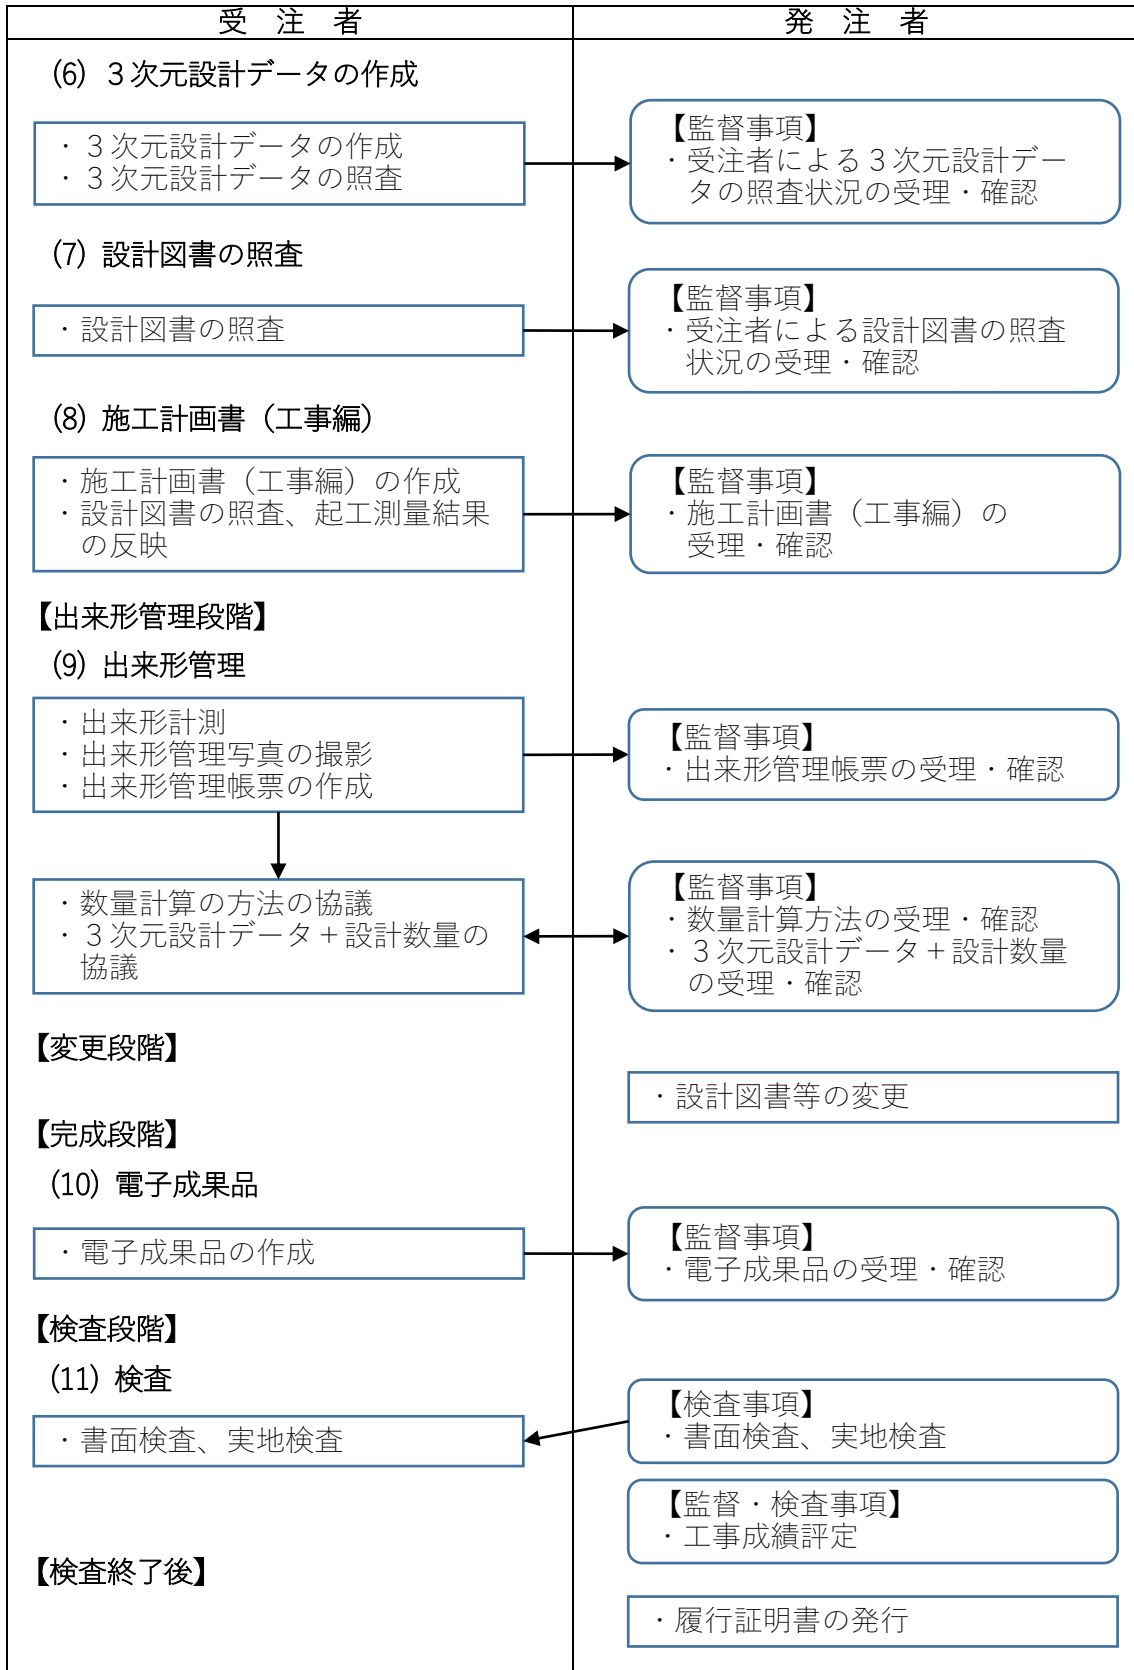 受　注　者
発　注　者
(6) ３次元設計データの作成
・３次元設計データの作成
・３次元設計データの照査
【監督事項】
・受注者による３次元設計デー
タの照査状況の受理・確認
(7) 設計図書の照査
・設計図書の照査
【監督事項】
・受注者による設計図書の照査
状況の受理・確認
(8) 施工計画書（工事編）
・施工計画書（工事編）の作成
・設計図書の照査、起工測量結果
の反映
【監督事項】
・施工計画書（工事編）の
受理・確認
【出来形管理段階】
(9) 出来形管理
・出来形計測
・出来形管理写真の撮影
・出来形管理帳票の作成
【監督事項】
・出来形管理帳票の受理・確認
・数量計算の方法の協議
・３次元設計データ＋設計数量の
協議
【監督事項】
・数量計算方法の受理・確認
・３次元設計データ＋設計数量
の受理・確認
【変更段階】
・設計図書等の変更
【完成段階】
(10) 電子成果品
・電子成果品の作成
【監督事項】
・電子成果品の受理・確認
【検査段階】
(11) 検査
・書面検査、実地検査
【検査事項】
・書面検査、実地検査
【監督・検査事項】
・工事成績評定
【検査終了後】
・履行証明書の発行